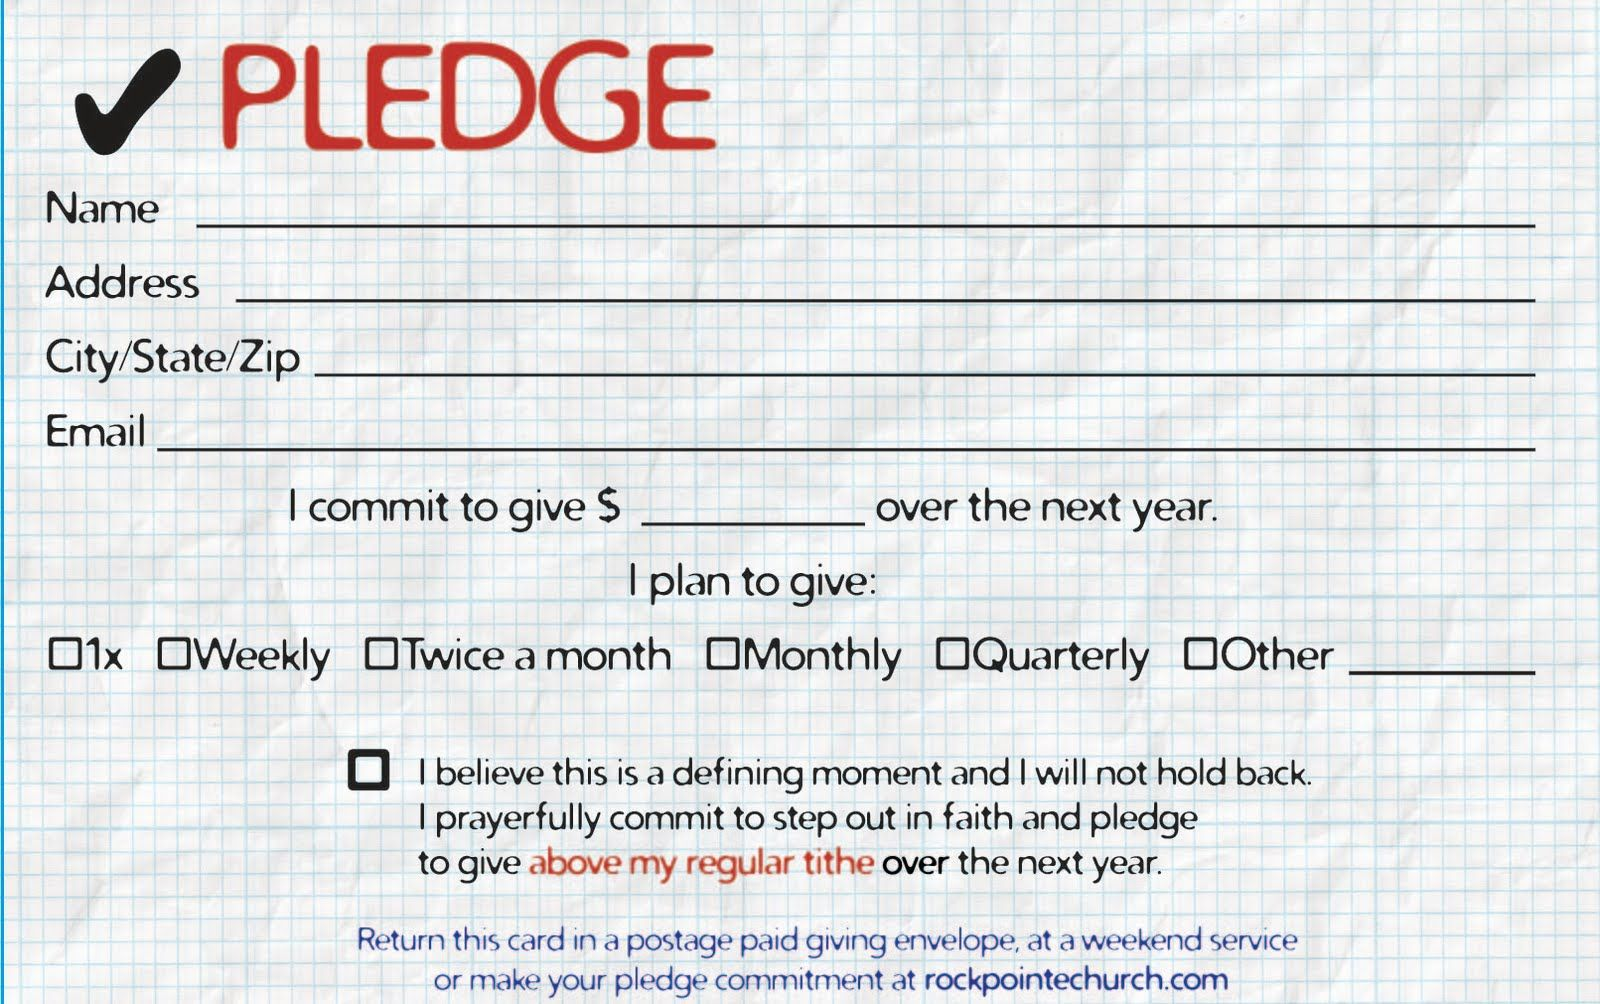 PLEDGE
Name
Address
City/State/Zip
Email
I commit to give $ over the next year.
I plan to give:
1x Weekly Twice a month Monthly Quarterly Other
I believe this is a defining moment and I will not hold back.
I prayerfully commit to step out in faith and pledge
to give above my regular tithe over the next year.
Return this card in a postage paid giving envelope, at a weekend service
or make your pledge commitment at rockpointechurch.com